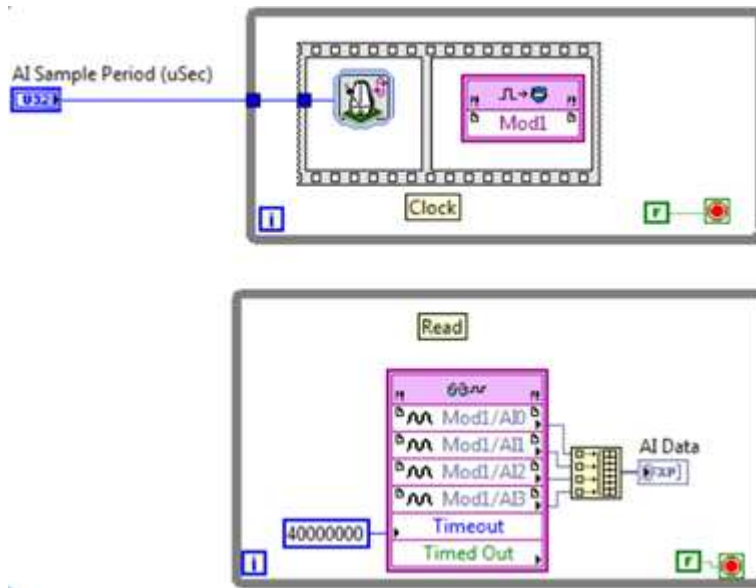 AI Sample Period (uSec)
U32
Mod1
Clock
i
F
Read
Mod1/AI0
Mod1/AI1
Mod1/AI2
Mod1/AI3
AI Data
FXP
40000000
Timeout
Timed Out
i
F